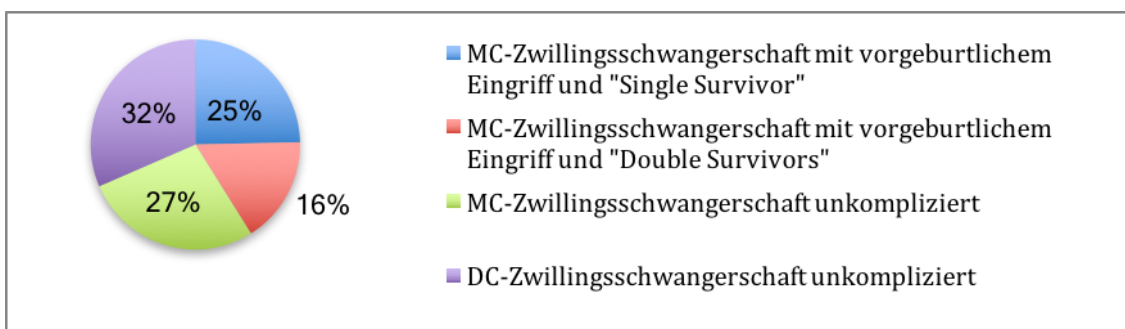 32%
25%
27%
16%
MC-Zwillingsschwangerschaft mit vorgeburtlichem
Eingriff und "Single Survivor"
MC-Zwillingsschwangerschaft mit vorgeburtlichem
Eingriff und "Double Survivors"
MC-Zwillingsschwangerschaft unkompliziert
DC-Zwillingsschwangerschaft unkompliziert